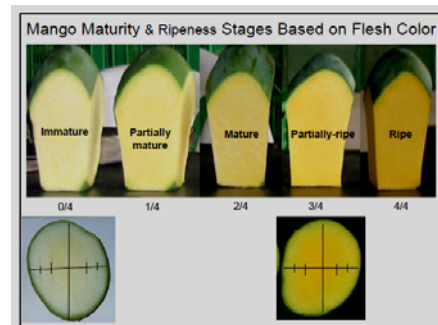 Mango Maturity & Ripeness Stages Based on Flesh Color
Immature
Partially
mature
Mature
Partially-ripe
Ripe
0/4
1/4
2/4
3/4
4/4